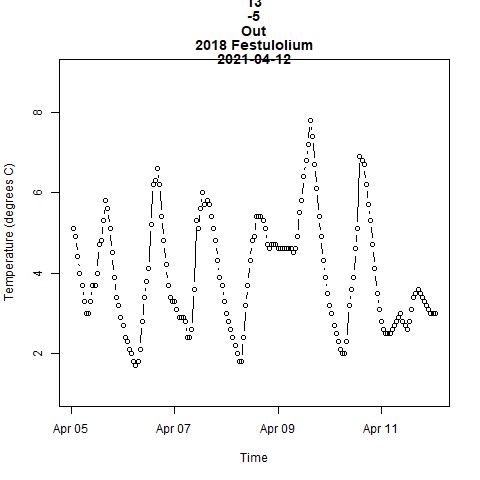 13
-5
Out
2018 Festulolium
2021-04-12
Temperature (degrees C)
8
6
4
2
Apr 05
Apr 07
Apr 09
Apr 11
Time